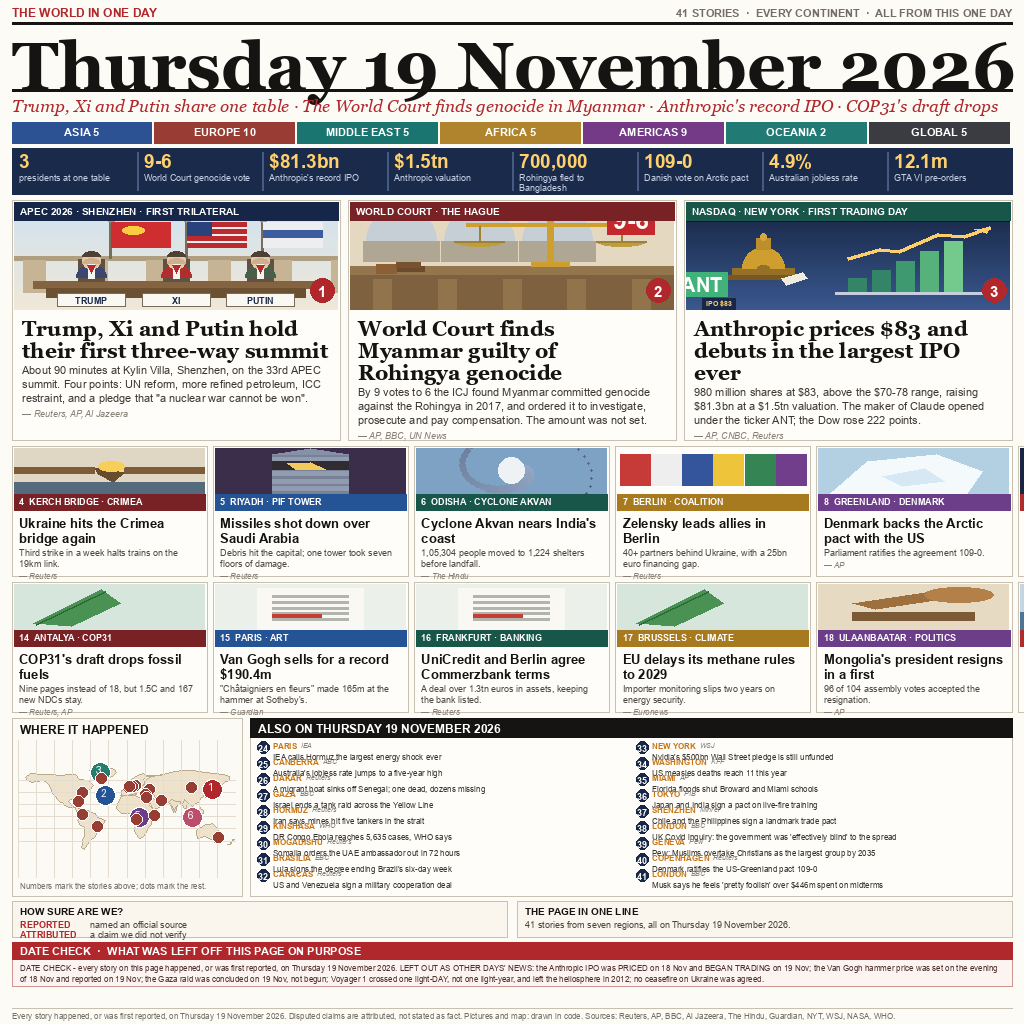 THE WORLD IN ONE DAY
41 STORIES · EVERY CONTINENT · ALL FROM THIS ONE DAY
Thursday 19 November 2026
Trump, Xi and Putin share one table · The World Court finds genocide in Myanmar · Anthropic's record IPO · COP31's draft drops
ASIA 5
EUROPE 10
MIDDLE EAST 5
AFRICA 5
AMERICAS 9
OCEANIA 2
GLOBAL 5
3
presidents at one table
9-6
World Court genocide vote
$81.3bn
Anthropic's record IPO
$1.5tn
Anthropic valuation
700,000
Rohingya fled to
Bangladesh
109-0
Danish vote on Arctic pact
4.9%
Australian jobless rate
12.1m
GTA VI pre-orders
APEC 2026 · SHENZHEN · FIRST TRILATERAL
TRUMP
XI
PUTIN
1
Trump, Xi and Putin hold
their first three-way summit
About 90 minutes at Kylin Villa, Shenzhen, on the 33rd APEC
summit. Four points: UN reform, more refined petroleum, ICC
restraint, and a pledge that "a nuclear war cannot be won".
— Reuters, AP, Al Jazeera
WORLD COURT · THE HAGUE
9-6
2
World Court finds
Myanmar guilty of
Rohingya genocide
By 9 votes to 6 the ICJ found Myanmar committed genocide
against the Rohingya in 2017, and ordered it to investigate,
prosecute and pay compensation. The amount was not set.
— AP, BBC, UN News
NASDAQ · NEW YORK · FIRST TRADING DAY
ANT
IPO $83
3
Anthropic prices $83 and
debuts in the largest IPO
ever
980 million shares at $83, above the $70-78 range, raising
$81.3bn at a $1.5tn valuation. The maker of Claude opened
under the ticker ANT; the Dow rose 222 points.
— AP, CNBC, Reuters
4 KERCH BRIDGE · CRIMEA
Ukraine hits the Crimea
bridge again
Third strike in a week halts trains on the
19km link.
— Reuters
5 RIYADH · PIF TOWER
Missiles shot down over
Saudi Arabia
Debris hit the capital; one tower took seven
floors of damage.
— Reuters
6 ODISHA · CYCLONE AKVAN
Cyclone Akvan nears India's
coast
1,05,304 people moved to 1,224 shelters
before landfall.
— The Hindu
7 BERLIN · COALITION
Zelensky leads allies in
Berlin
40+ partners behind Ukraine, with a 25bn
euro financing gap.
— Reuters
8 GREENLAND · DENMARK
Denmark backs the Arctic
pact with the US
Parliament ratifies the agreement 109-0.
— AP
14 ANTALYA · COP31
COP31's draft drops fossil
fuels
Nine pages instead of 18, but 1.5C and 167
new NDCs stay.
— Reuters, AP
15 PARIS · ART
Van Gogh sells for a record
$190.4m
"Châtaigniers en fleurs" made 165m at the
hammer at Sotheby's.
— Guardian
16 FRANKFURT · BANKING
UniCredit and Berlin agree
Commerzbank terms
A deal over 1.3tn euros in assets, keeping
the bank listed.
— Reuters
17 BRUSSELS · CLIMATE
EU delays its methane rules
to 2029
Importer monitoring slips two years on
energy security.
— Euronews
18 ULAANBAATAR · POLITICS
Mongolia's president resigns
in a first
96 of 104 assembly votes accepted the
resignation.
— AP
WHERE IT HAPPENED
3
2
1
6
Numbers mark the stories above; dots mark the rest.
ALSO ON THURSDAY 19 NOVEMBER 2026
24 PARIS IEA
IEA calls Hormuz the largest energy shock ever
25 CANBERRA ABC
Australia's jobless rate jumps to a five-year high
26 DAKAR Reuters
A migrant boat sinks off Senegal; one dead, dozens missing
27 GAZA BBC
Israel ends a tank raid across the Yellow Line
28 HORMUZ Reuters
Iran says mines hit five tankers in the strait
29 KINSHASA WHO
DR Congo Ebola reaches 5,635 cases, WHO says
30 MOGADISHU Reuters
Somalia orders the UAE ambassador out in 72 hours
31 BRASILIA BBC
Lula signs the decree ending Brazil's six-day week
32 CARACAS Reuters
US and Venezuela sign a military cooperation deal
33 NEW YORK WSJ
Nvidia's $500bn Wall Street pledge is still unfunded
34 WASHINGTON
US measles deaths reach 11 this year
35 MIAMI AP
Florida floods shut Broward and Miami schools
36 TOKYO PIB
Japan and India sign a pact on live-fire training
37 SHENZHEN
Chile and the Philippines sign a landmark trade pact
38 LONDON BBC
UK Covid Inquiry: the government was 'effectively blind' to the spread
39 GENEVA Pew
Pew: Muslims overtake Christians as the largest group by 2035
40 COPENHAGEN Reuters
Denmark ratifies the US-Greenland pact 109-0
41 LONDON BBC
Musk says he feels 'pretty foolish' over $446m spent on midterms
HOW SURE ARE WE?
REPORTED named an official source
ATTRIBUTED a claim we did not verify
THE PAGE IN ONE LINE
41 stories from seven regions, all on Thursday 19 November 2026.
DATE CHECK · WHAT WAS LEFT OFF THIS PAGE ON PURPOSE
DATE CHECK - every story on this page happened, or was first reported, on Thursday 19 November 2026. LEFT OUT AS OTHER DAYS' NEWS: the Anthropic IPO was PRICED on 18 Nov and BEGAN TRADING on 19 Nov; the Van Gogh hammer price was set on the evening
of 18 Nov and reported on 19 Nov; the Gaza raid was concluded on 19 Nov, not begun; Voyager 1 crossed one light-DAY, not one light-year, and left the heliosphere in 2012; no ceasefire on Ukraine was agreed.
Every story happened, or was first reported, on Thursday 19 November 2026. Disputed claims are attributed, not stated as fact. Pictures and map: drawn in code. Sources: Reuters, AP, BBC, Al Jazeera, The Hindu, Guardian, NYT, WSJ, NASA, WHO.